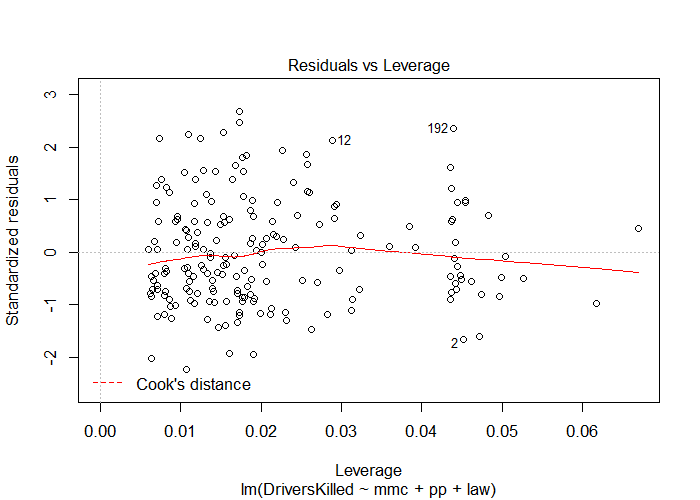 Residuals vs Leverage
Standardized residuals
3
2
1
0
-1
-2
12
192
2
Cook's distance
0.00 0.01 0.02 0.03 0.04 0.05 0.06
Leverage
lm(DriversKilled ~ mmc + pp + law)